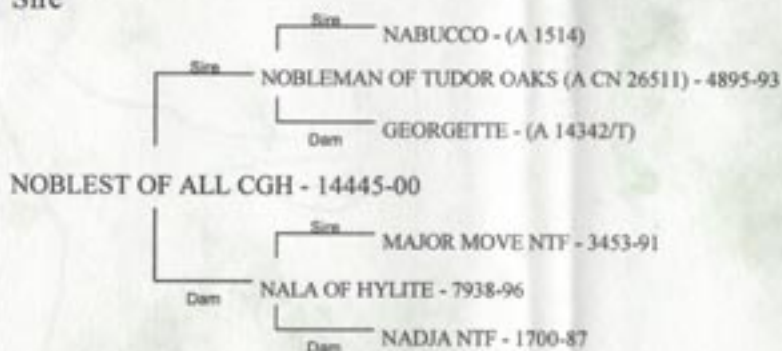 Sire
Sire
NABUCCO - (A 1514)
Sire
NOBLEMAN OF TUDOR OAKS (A CN 26511) - 4895-93
Dam
GEORGETTE - (A 14342/T)
NOBLEST OF ALL CGH - 14445-00
Sire
MAJOR MOVE NTF - 3453-91
Dam
NALA OF HYLITE - 7938-96
Dam
NADJA NTF - 1700-87